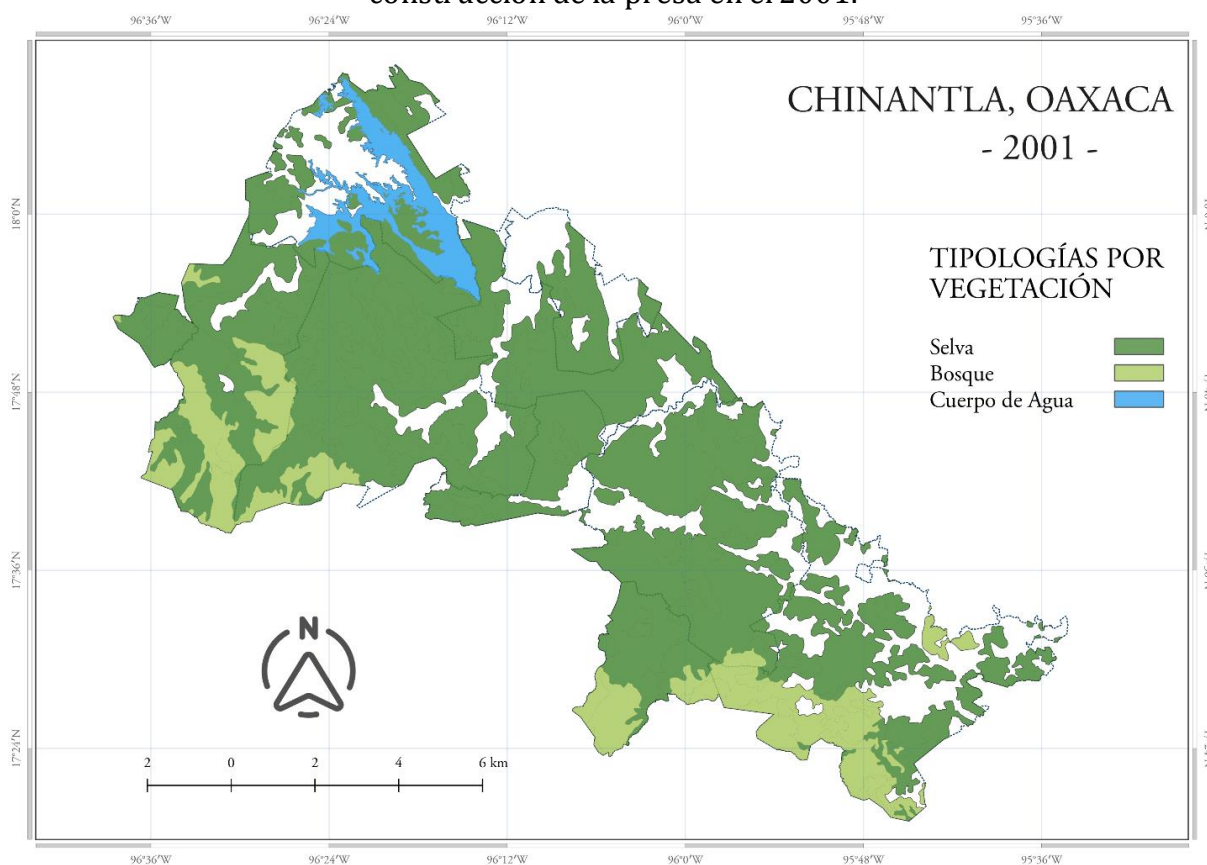 construcción de la presa en el 2001.
96°36'W 96°24'W 96°12'W 96°0'W 95°48'W 95°36'W
CHINANTLA, OAXACA
- 2001 -
18°0'N
TIPOLOGÍAS POR
VEGETACIÓN
Selva
Bosque
Cuerpo de Agua
17°48'N
17°36'N
N
17°24'N
2 0 2 4 6 km
96°36'W 96°24'W 96°12'W 96°0'W 95°48'W 95°36'W